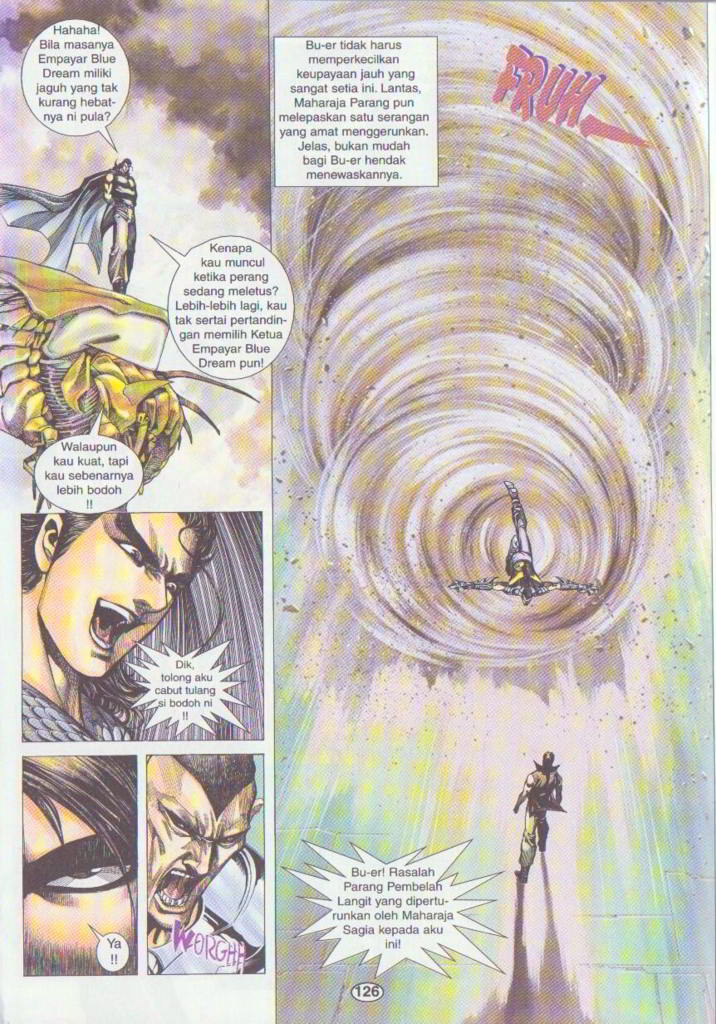 Hahaha!
Bila masanya
Empayar Blue
Dream miliki
jaguh yang tak
kurang hebat-
nya ni pula?
Kenapa
kau muncul
ketika perang
sedang meletus?
Lebih-lebih lagi, kau
tak sertai pertandin-
gan memilih Ketua
Empayar Blue
Dream pun!
Walaupun
kau kuat, tapi
kau sebenarnya
lebih bodoh
!!
Dik,
tolong aku
cabut tulang
si bodoh ni
!!
Ya
!!
WORGHH
Bu-er tidak harus
memperkecilkan
keupayaan jauh yang
sangat setia ini. Lantas,
Maharaja Parang pun
melepaskan satu serangan
yang amat menggerunkan.
Jelas, bukan mudah
bagi Bu-er hendak
menewaskannya.
FRUH
Bu-er! Rasalah
Parang Pembelah
Langit yang dipertu-
runkan oleh Maharaja
Sagia kepada aku
ini!
126